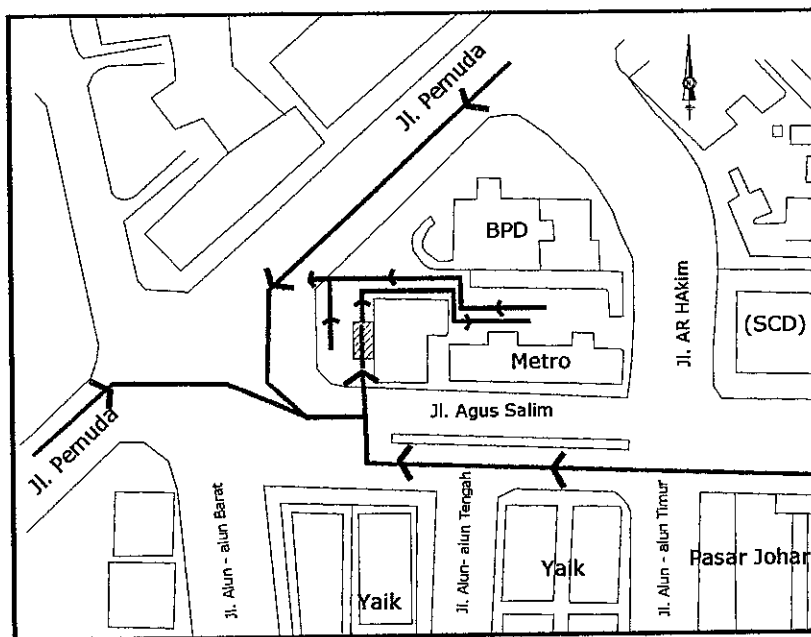 Jl. Pemuda
BPD
Jl. AR HAkim
(SCD)
Metro
Jl. Agus Salim
Jl. Pemuda
Jl. Alun - alun Barat
Jl. Alun- alun Tengah
Jl. Alun - alun Timur
Yaik
Yaik
Pasar Johar